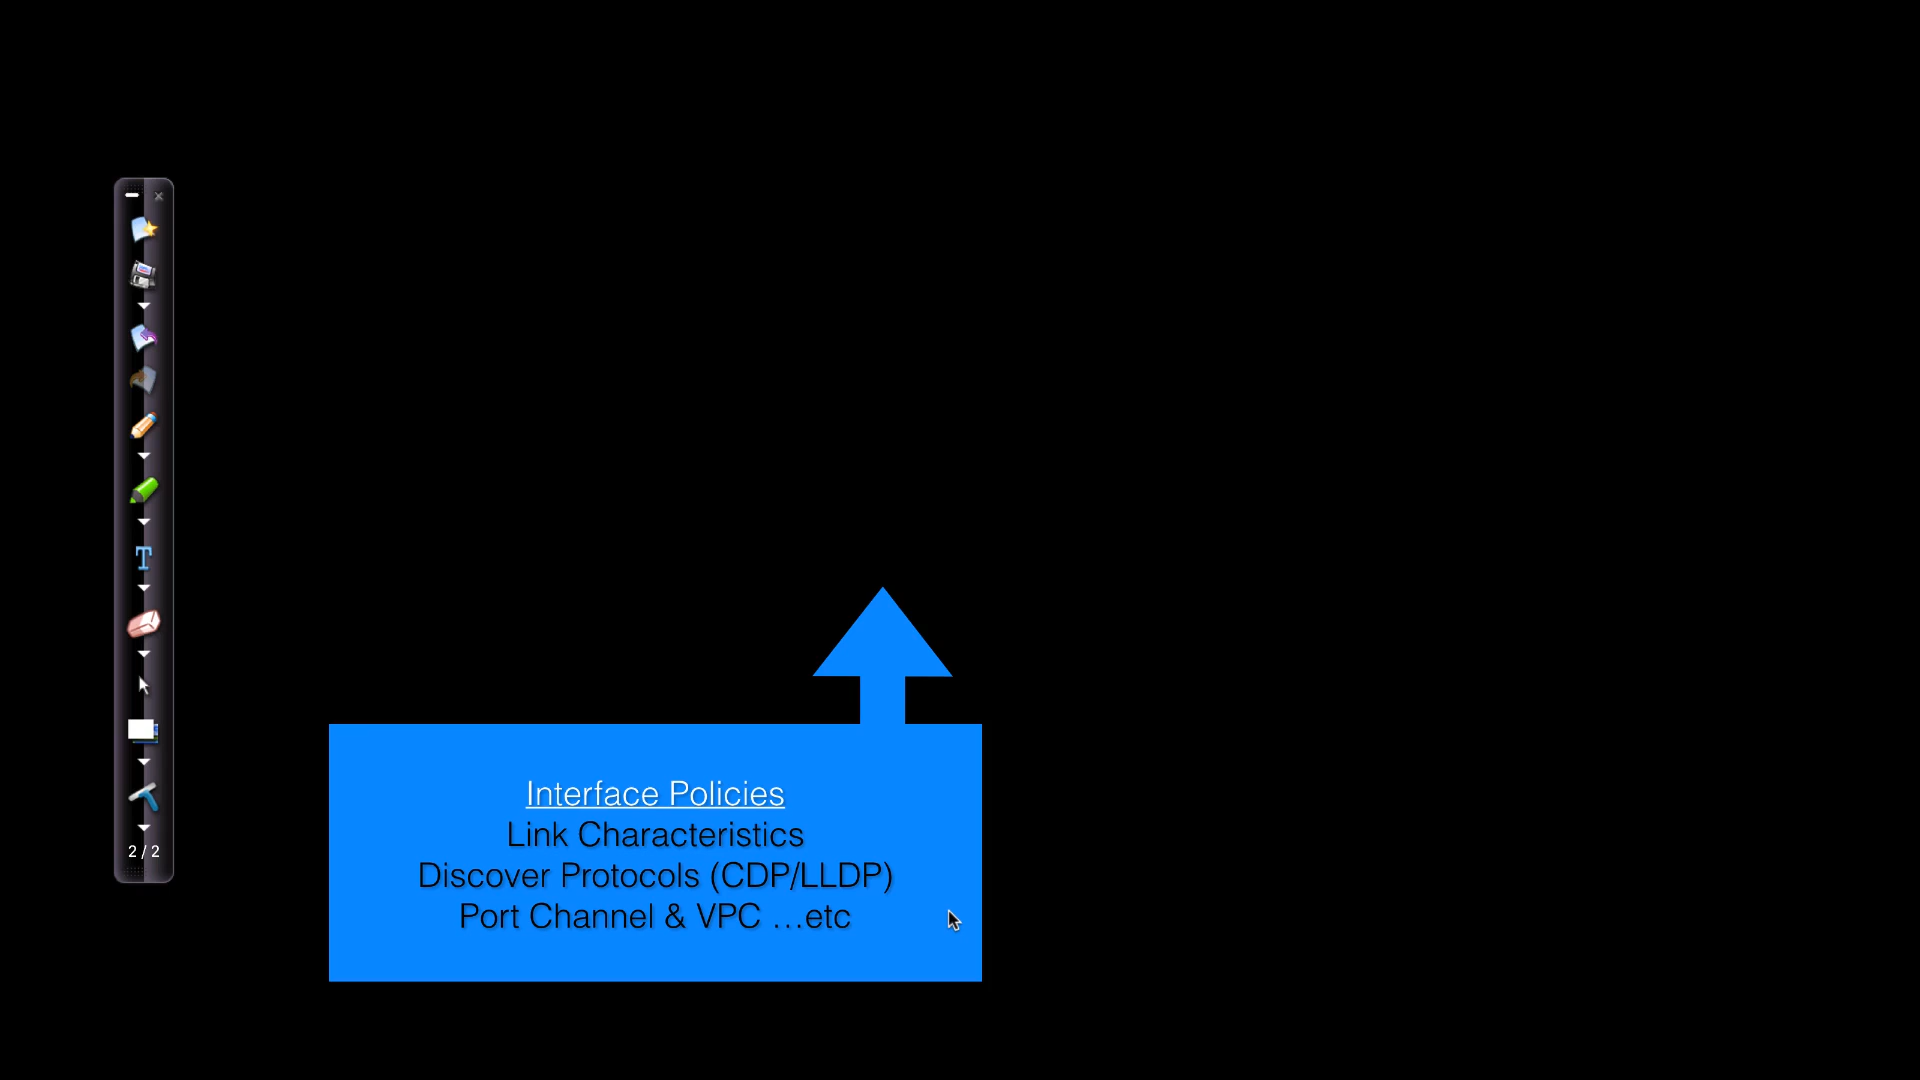 2 / 2
Interface Policies
Link Characteristics
Discover Protocols (CDP/LLDP)
Port Channel & VPC …etc